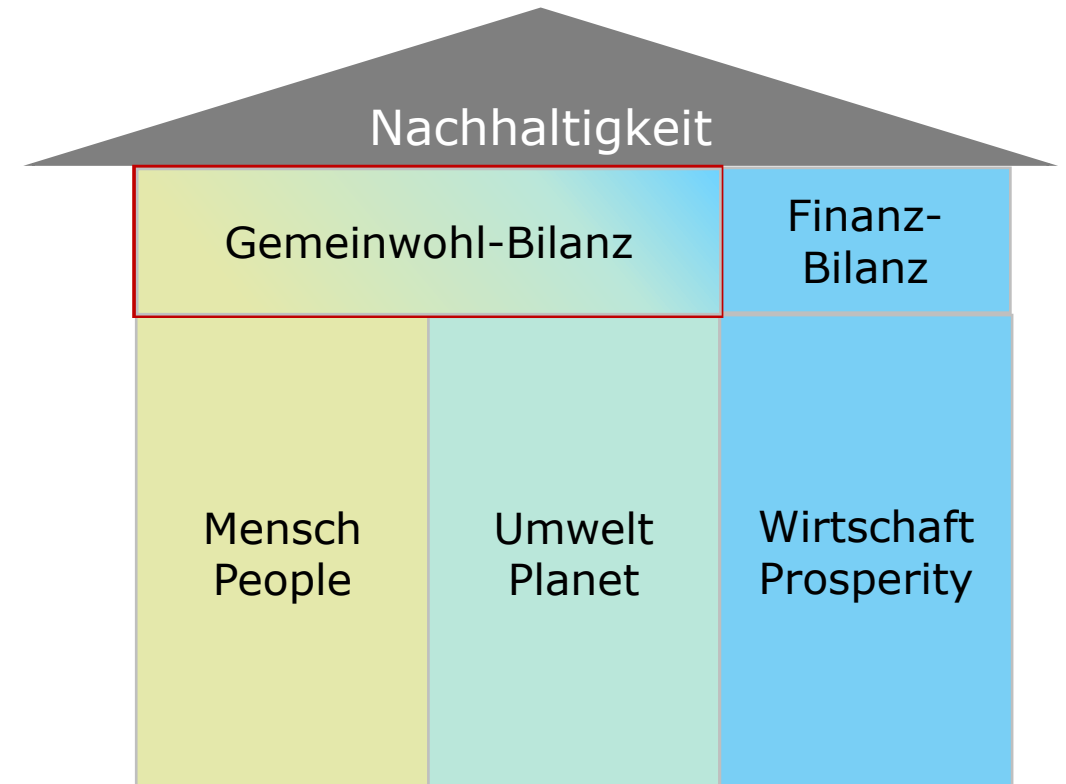 Nachhaltigkeit
Gemeinwohl-Bilanz
Finanz-
Bilanz
Mensch
People
Umwelt
Planet
Wirtschaft
Prosperity